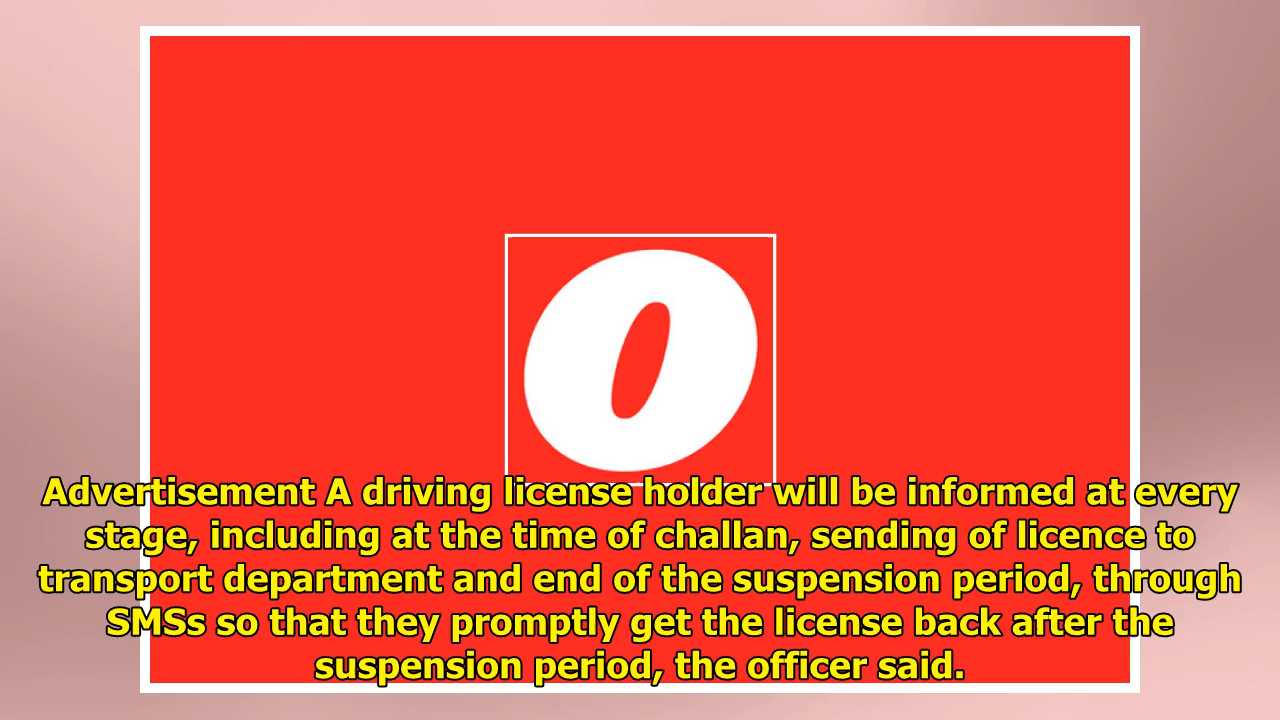 O
Advertisement A driving license holder will be informed at every
stage, including at the time of challan, sending of licence to
transport department and end of the suspension period, through
SMSs so that they promptly get the license back after the
suspension period, the officer said.